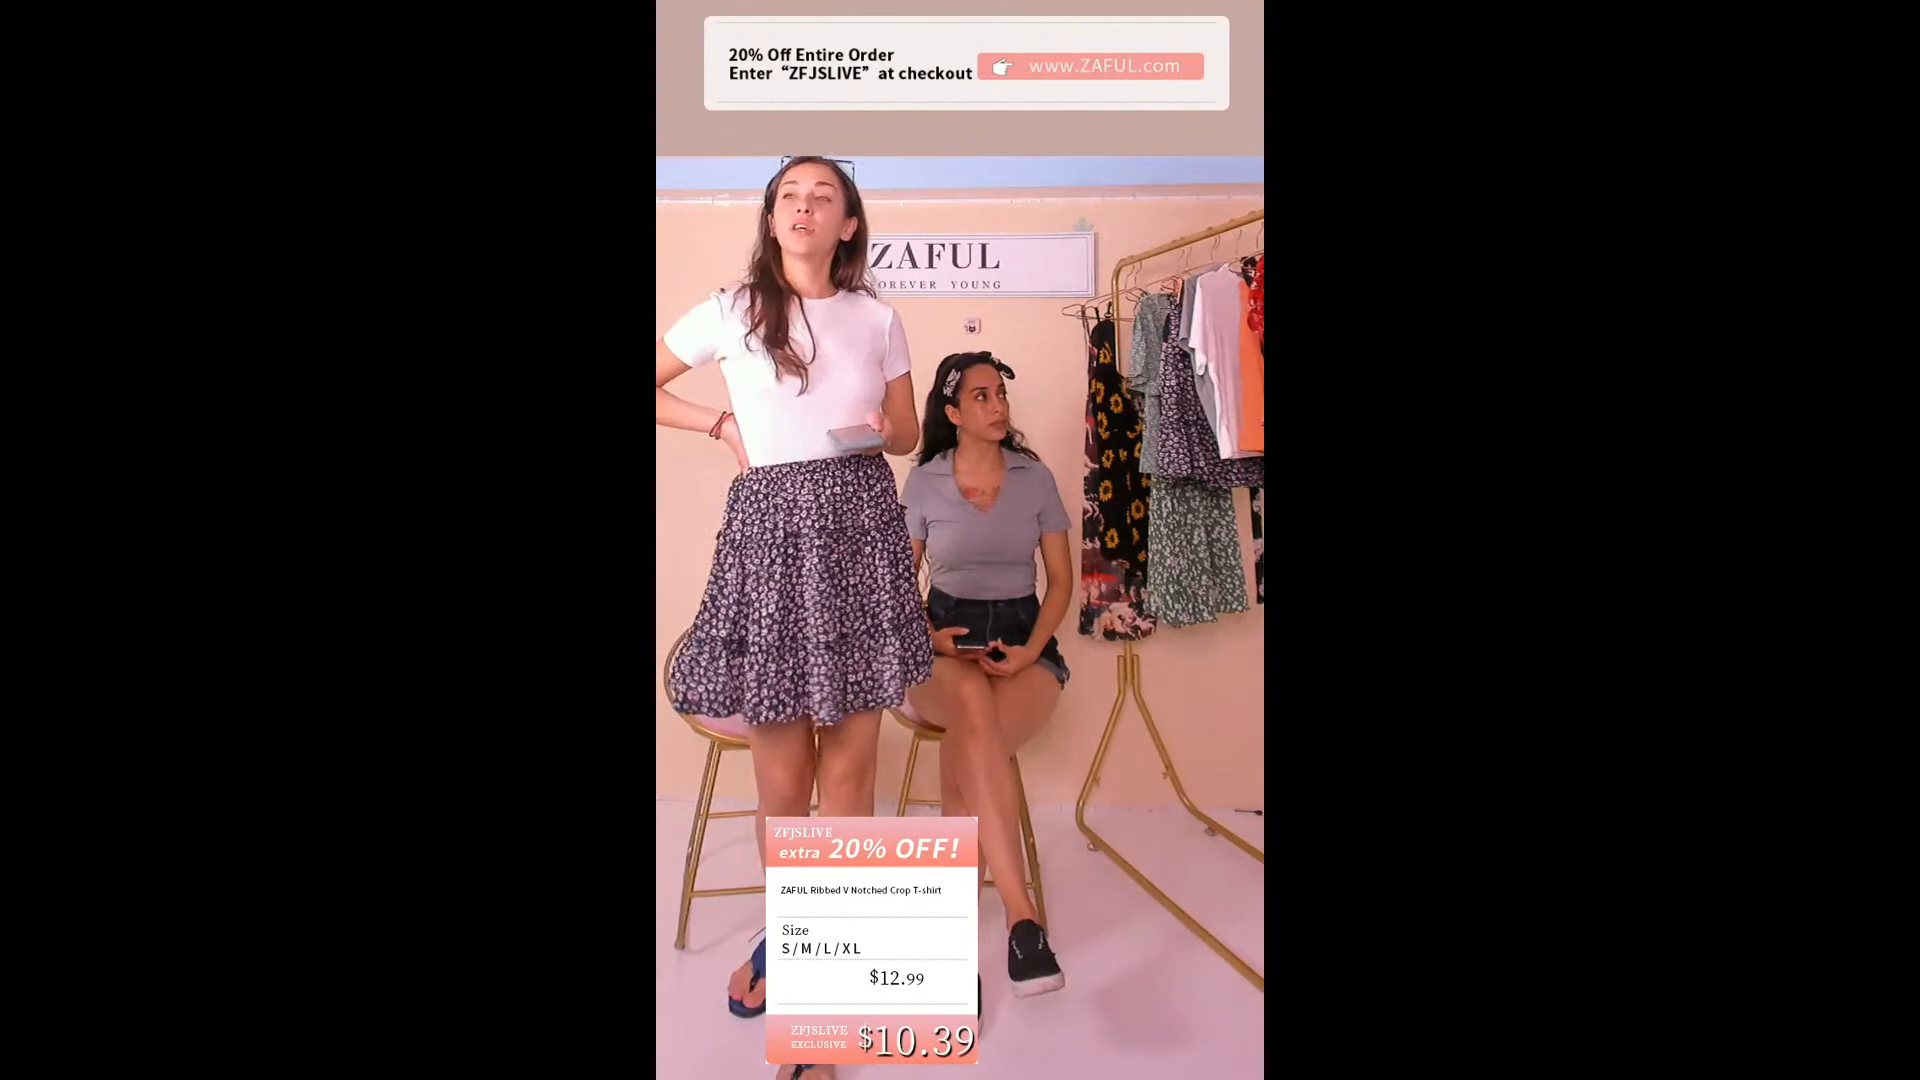 20% Off Entire Order
Enter “ZFJSLIVE” at checkout
www.ZAFUL.com
ZAFUL
FOREVER YOUNG
ZFJSLIVE
extra 20% OFF!
ZAFUL Ribbed V Notched Crop T-shirt
Size
S/M/L/XL
$12.99
ZFJSLIVE
EXCLUSIVE
$10.39